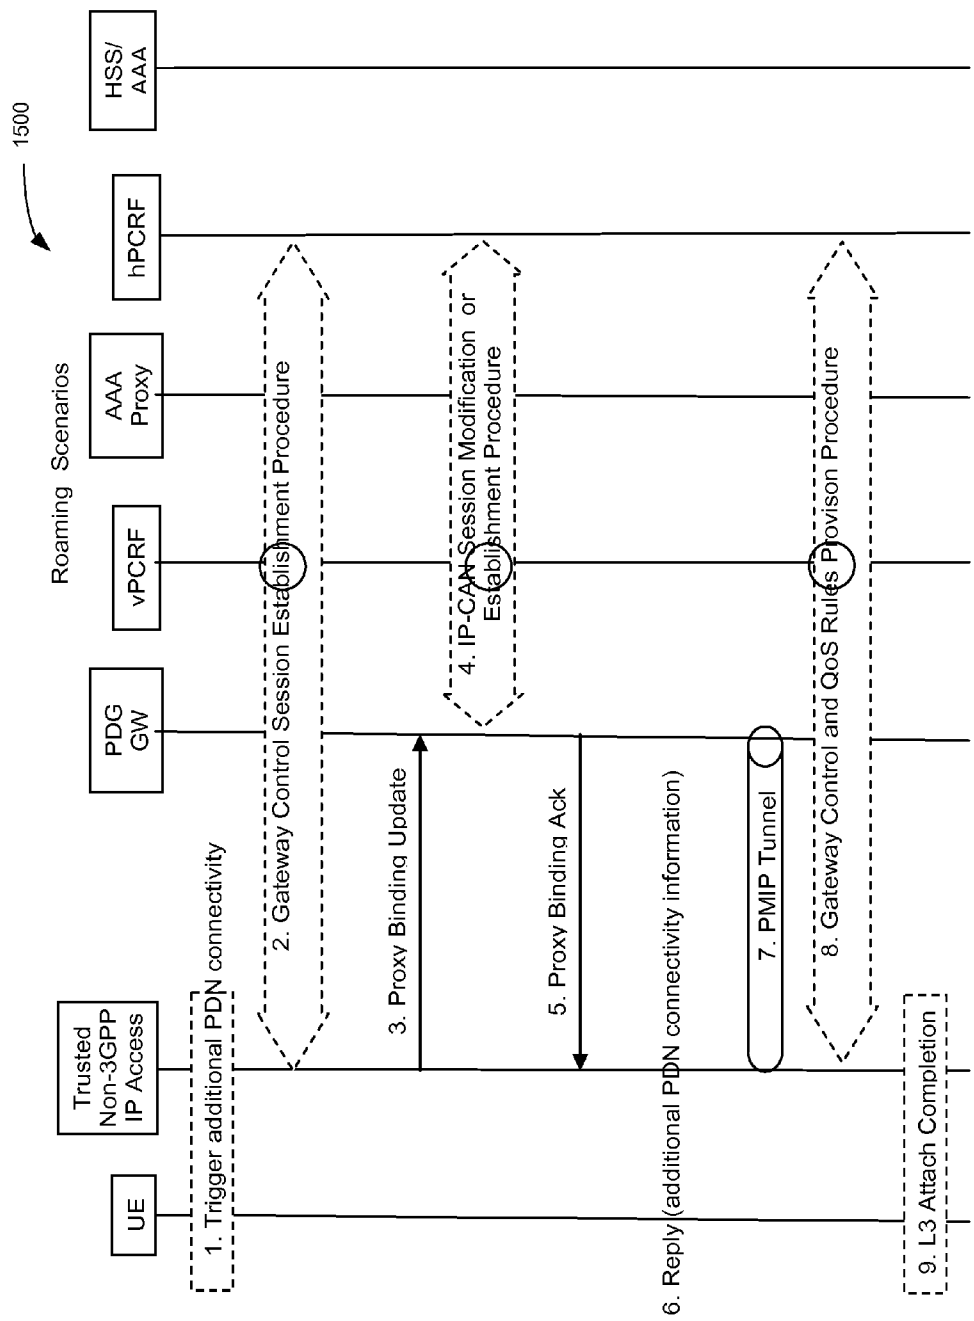 1500
Roaming Scenarios
UE
Trusted
Non-3GPP
IP Access
PDG
GW
vPCRF
AAA
Proxy
hPCRF
HSS/
AAA
1. Trigger additional PDN connectivity
2. Gateway Control Session Establishment Procedure
3. Proxy Binding Update
4. IP-CAN Session Modification or
Establishment Procedure
5. Proxy Binding Ack
6. Reply (additional PDN connectivity information)
7. PMIP Tunnel
8. Gateway Control and QoS Rules Provison Procedure
9. L3 Attach Completion